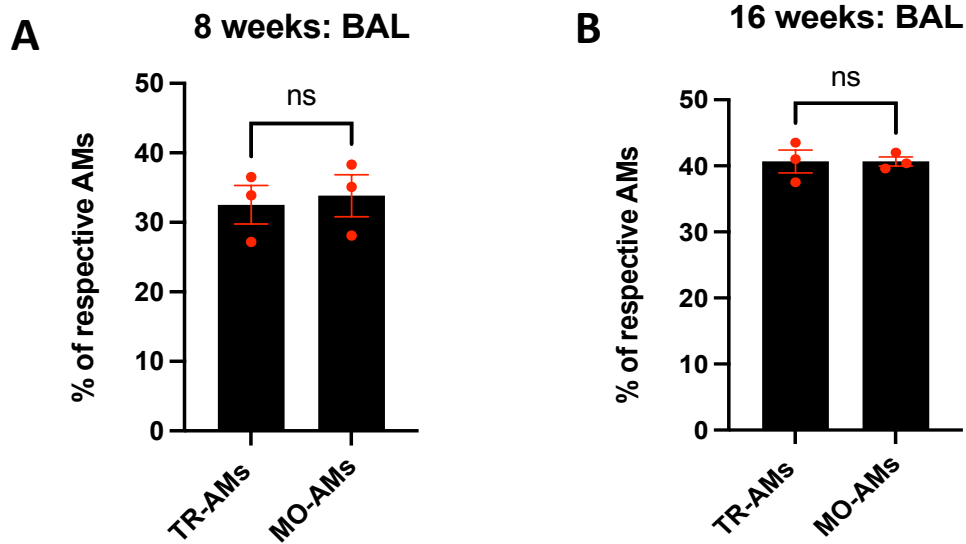 A
8 weeks: BAL
% of respective AMs
50
40
30
20
10
0
ns
TR-AMs
MO-AMs
B
16 weeks: BAL
% of respective AMs
50
40
30
20
10
0
ns
TR-AMs
MO-AMs